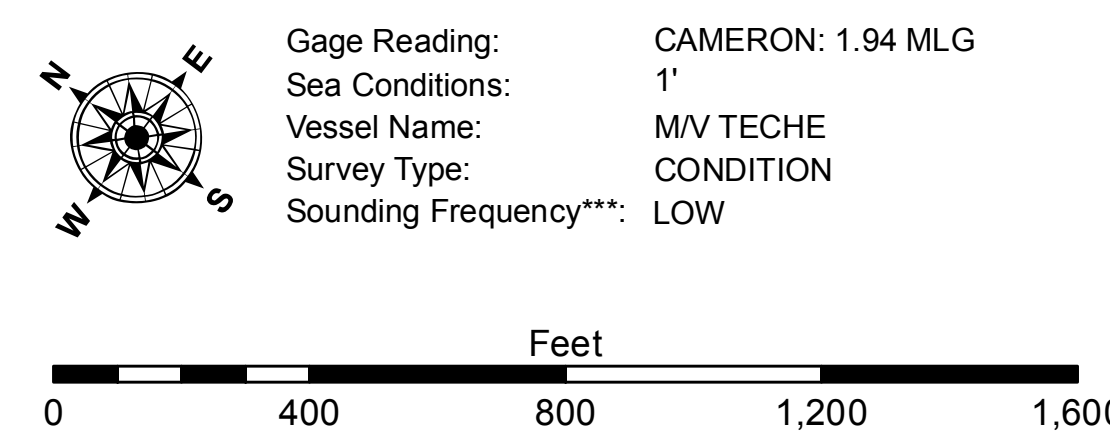 N E
W S
Gage Reading: CAMERON: 1.94 MLG
Sea Conditions: 1'
Vessel Name: M/V TECHE
Survey Type: CONDITION
Sounding Frequency***: LOW
Feet
0 400 800 1,200 1,600